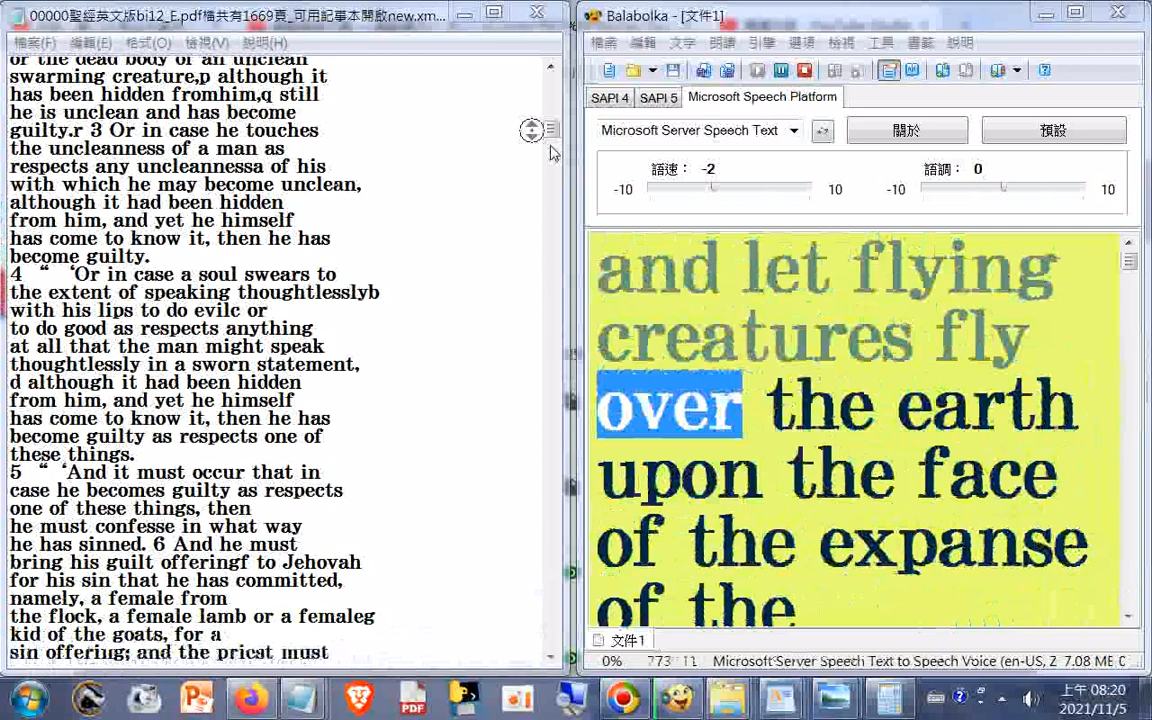 00000聖經英文版bi12_E.pdf檔共有1669頁_可用記事本開啟new.xm...
檔案(F) 編輯(E) 格式(O) 檢視(V) 說明(H)
or the dead body of an unclean
swarming creature,p although it
has been hidden fromhim,q still
he is unclean and has become
guilty.r 3 Or in case he touches
the uncleanness of a man as
respects any uncleannessa of his
with which he may become unclean,
although it had been hidden
from him, and yet he himself
has come to know it, then he has
become guilty.
4 “ ‘Or in case a soul swears to
the extent of speaking thoughtlesslyb
with his lips to do evilc or
to do good as respects anything
at all that the man might speak
thoughtlessly in a sworn statement,
d although it had been hidden
from him, and yet he himself
has come to know it, then he has
become guilty as respects one of
these things.
5 “ ‘And it must occur that in
case he becomes guilty as respects
one of these things, then
he must confesse in what way
he has sinned. 6 And he must
bring his guilt offeringf to Jehovah
for his sin that he has committed,
namely, a female from
the flock, a female lamb or a femaleg
kid of the goats, for a
sin offering; and the priest must
Balabolka - [文件1]
檔案 編輯 文字 朗讀 引擎 選項 檢視 工具 書籤 說明
SAPI 4 SAPI 5 Microsoft Speech Platform
Microsoft Server Speech Text 關於 預設
語速： -2 語調： 0
-10 10 -10 10
and let flying
creatures fly
over the earth
upon the face
of the expanse
of the
文件1
0% 773 : 11 Microsoft Server Speech Text to Speech Voice (en-US, Z 7.08 MB
上午 08:20
2021/11/5